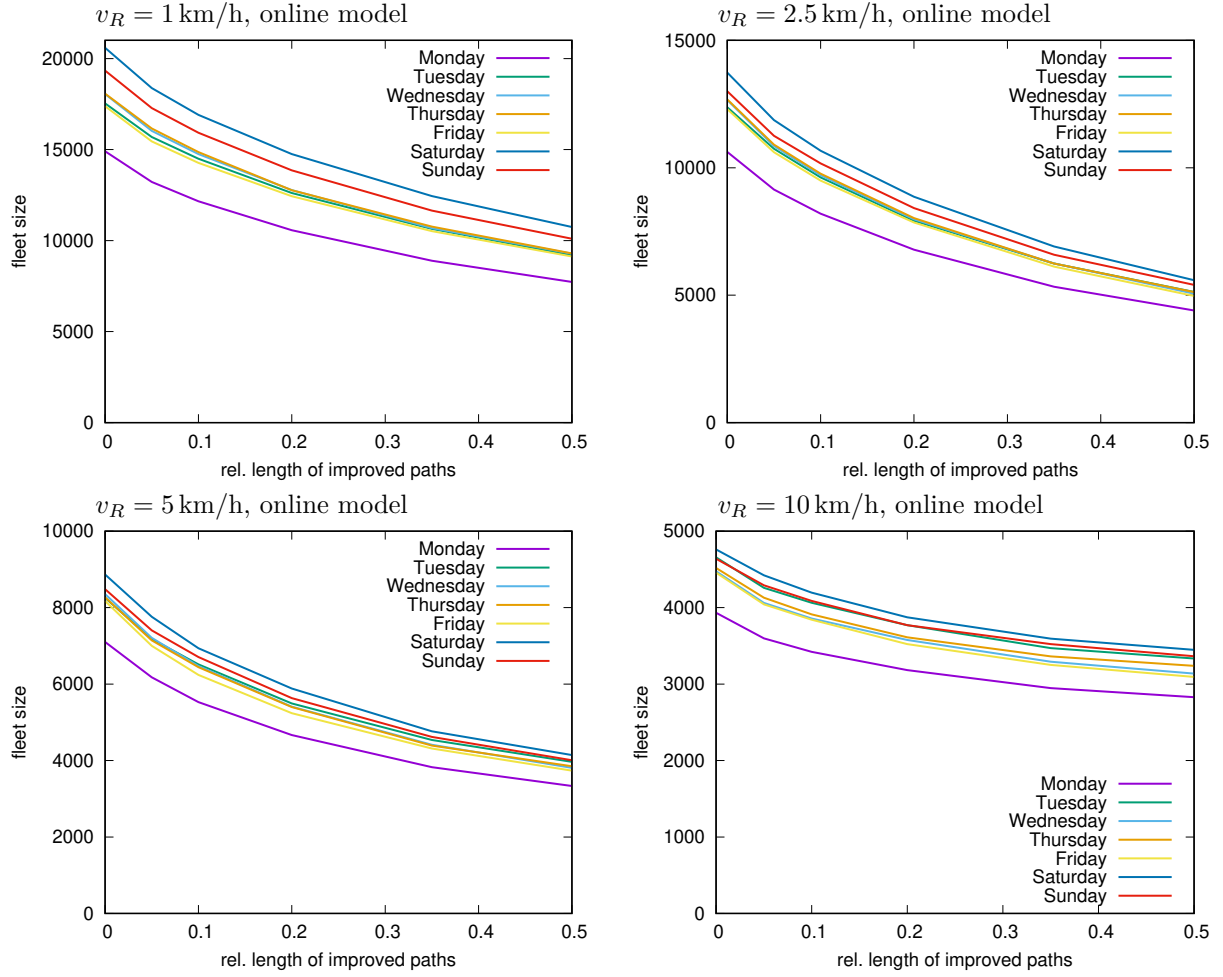 v_R = 1 km/h, online model
20000
15000
10000
5000
0
fleet size
0 0.1 0.2 0.3 0.4 0.5
rel. length of improved paths
Monday
Tuesday
Wednesday
Thursday
Friday
Saturday
Sunday
v_R = 2.5 km/h, online model
15000
10000
5000
0
fleet size
0 0.1 0.2 0.3 0.4 0.5
rel. length of improved paths
Monday
Tuesday
Wednesday
Thursday
Friday
Saturday
Sunday
v_R = 5 km/h, online model
10000
8000
6000
4000
2000
0
fleet size
0 0.1 0.2 0.3 0.4 0.5
rel. length of improved paths
Monday
Tuesday
Wednesday
Thursday
Friday
Saturday
Sunday
v_R = 10 km/h, online model
5000
4000
3000
2000
1000
0
fleet size
0 0.1 0.2 0.3 0.4 0.5
rel. length of improved paths
Monday
Tuesday
Wednesday
Thursday
Friday
Saturday
Sunday